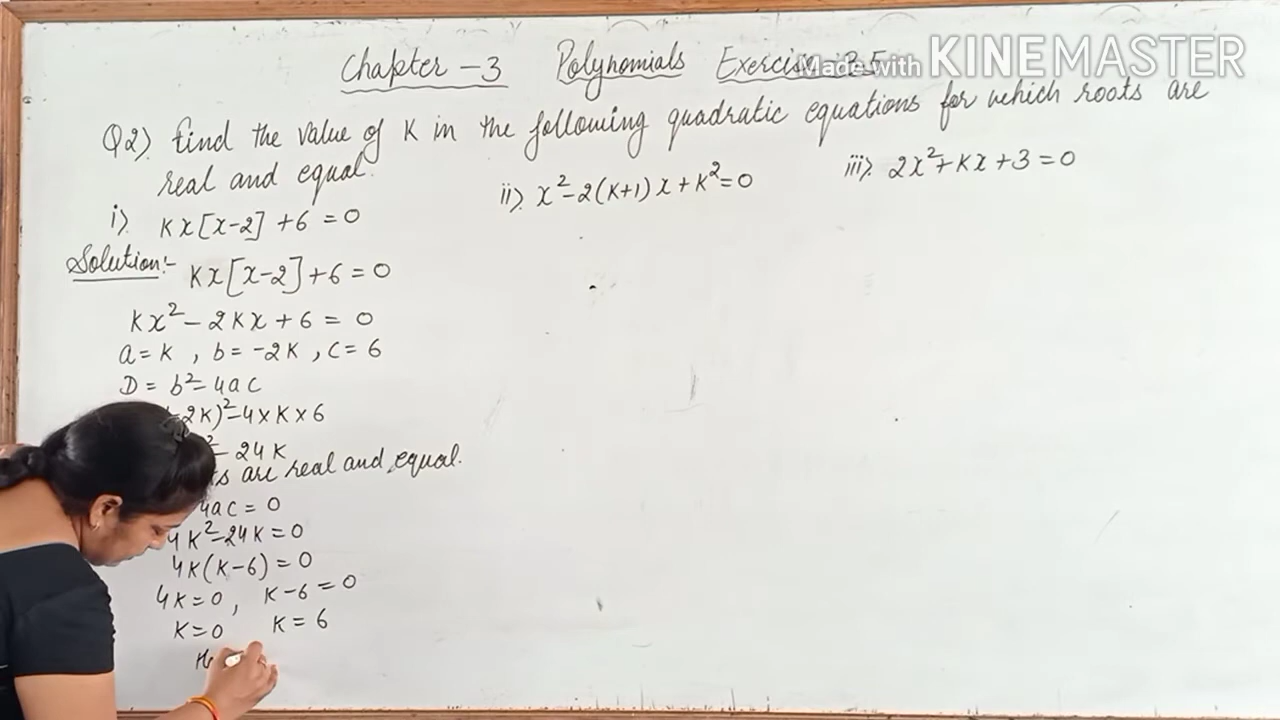 Chapter - 3 Polynomials Exercise
Made with KINEMASTER
Q2). Find the value of K in the following quadratic equations for which roots are
real and equal.
i). Kx[x-2] +6 = 0
ii). x²-2(K+1)x+K²=0
iii). 2x²+Kx+3=0
Solution:-
Kx[x-2]+6=0
Kx²-2Kx+6=0
a=K, b=-2K, c=6
D = b²-4ac
-2K)²-4×K×6
- 24K
are real and equal.
4ac = 0
4K²-24K=0
4K(K-6)=0
4K=0, K-6=0
K=0 K=6